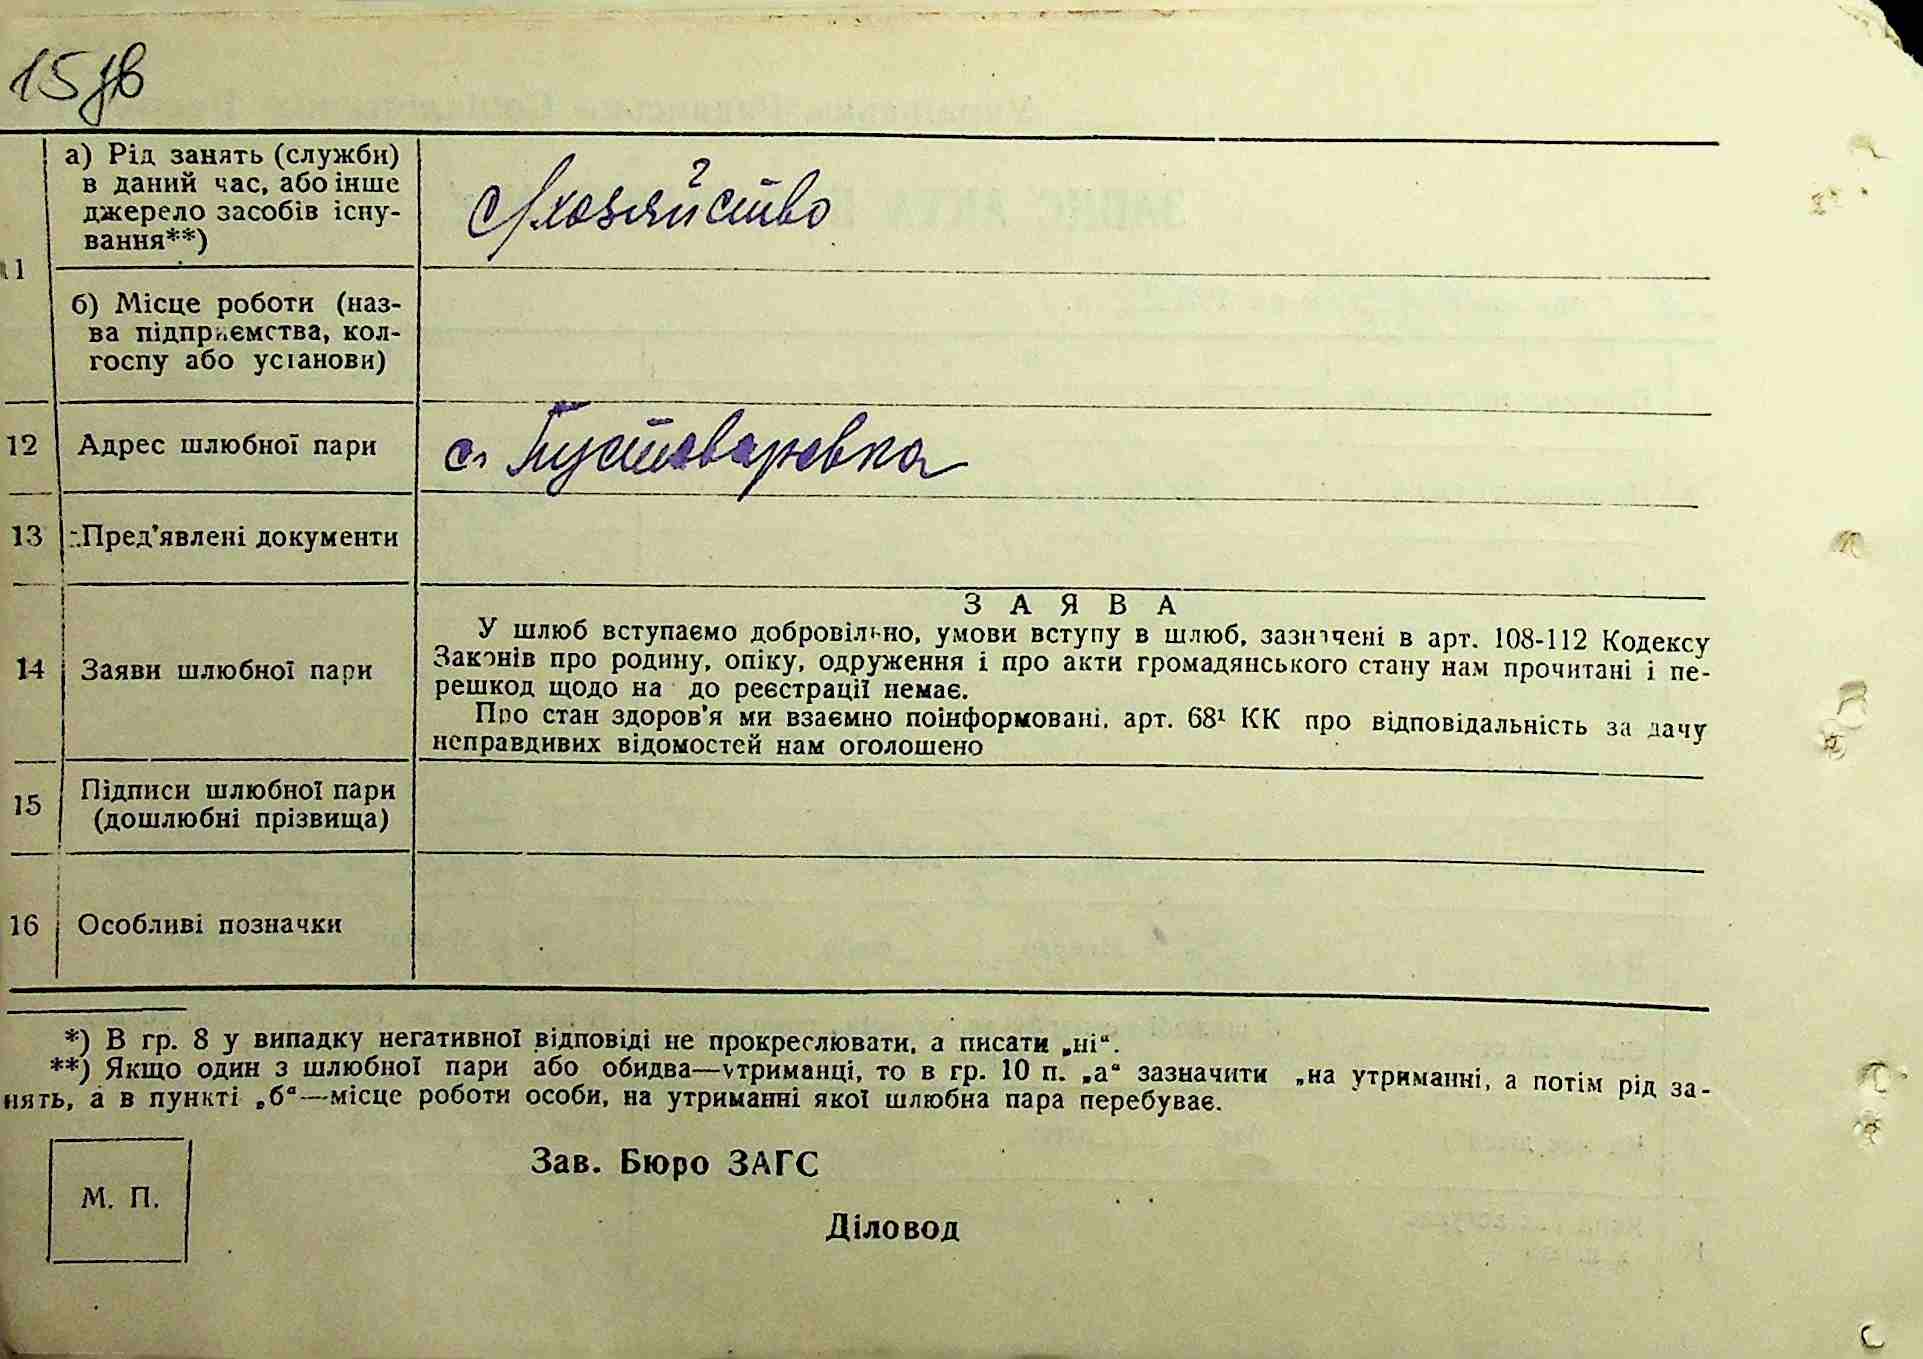 15 зв
а) Рід занять (служби)
в даний час, або інше
джерело засобів існу-
вання**)
с/хозяйство
11
б) Місце роботи (наз-
ва підприємства, кол-
госпу або установи)
12 Адрес шлюбної пари с. Пустоваровка
13 Пред'явлені документи
З А Я В А
У шлюб вступаємо добровільно, умови вступу в шлюб, зазначені в арт. 108-112 Кодексу
Законів про родину, опіку, одруження і про акти громадянського стану нам прочитані і пе-
14 Заяви шлюбної пари
решкод щодо на до реєстрації немає.
Про стан здоров'я ми взаємно поінформовані, арт. 68¹ КК про відповідальність за дачу
неправдивих відомостей нам оголошено
15 Підписи шлюбної пари
(дошлюбні прізвища)
16 Особливі позначки
*) В гр. 8 у випадку негативної відповіді не прокреслювати, а писати „ні“.
**) Якщо один з шлюбної пари або обидва—утриманці, то в гр. 10 п. „а“ зазначити „на утриманні, а потім рід за-
нять, а в пункті „б“—місце роботи особи, на утриманні якої шлюбна пара перебуває.
Зав. Бюро ЗАГС
М. П.
Діловод